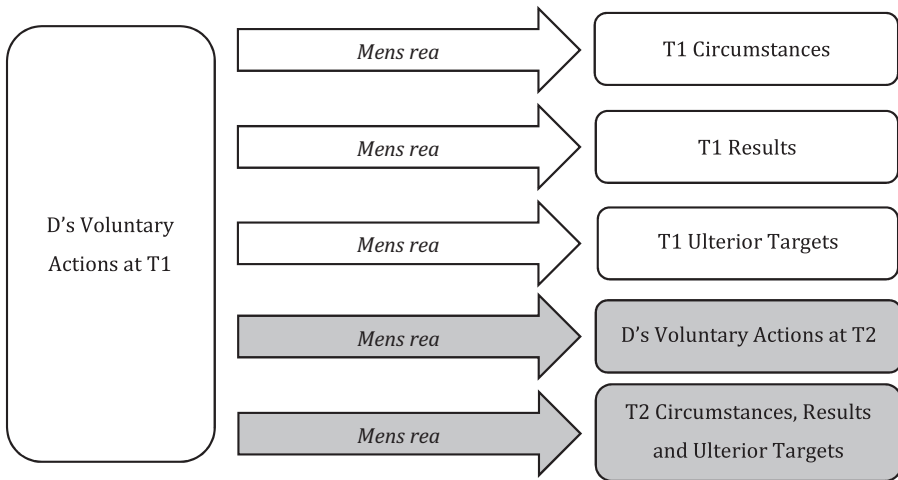 Mens rea
T1 Circumstances
Mens rea
T1 Results
D’s Voluntary
Actions at T1
Mens rea
T1 Ulterior Targets
Mens rea
D’s Voluntary Actions at T2
Mens rea
T2 Circumstances, Results
and Ulterior Targets